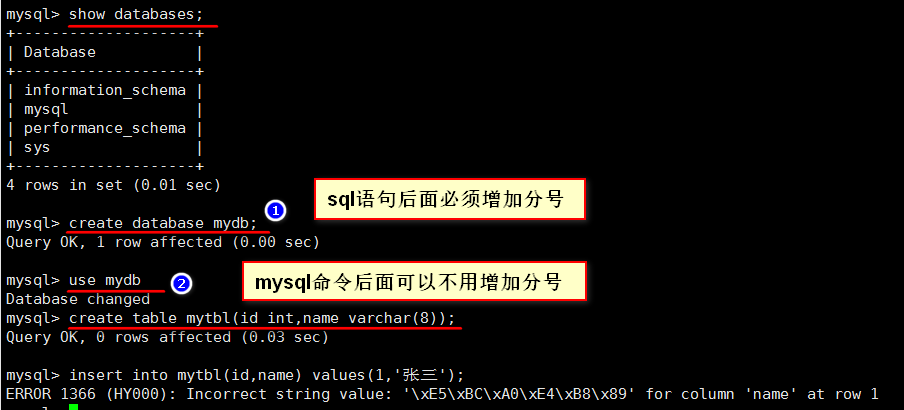 mysql> show databases;
+--------------------+
| Database           |
+--------------------+
| information_schema |
| mysql              |
| performance_schema |
| sys                |
+--------------------+
4 rows in set (0.01 sec)
sql语句后面必须增加分号
mysql> create database mydb; 1
Query OK, 1 row affected (0.00 sec)
mysql> use mydb 2
mysql命令后面可以不用增加分号
Database changed
mysql> create table mytbl(id int,name varchar(8));
Query OK, 0 rows affected (0.03 sec)
mysql> insert into mytbl(id,name) values(1,'张三');
ERROR 1366 (HY000): Incorrect string value: '\xE5\xBC\xA0\xE4\xB8\x89' for column 'name' at row 1